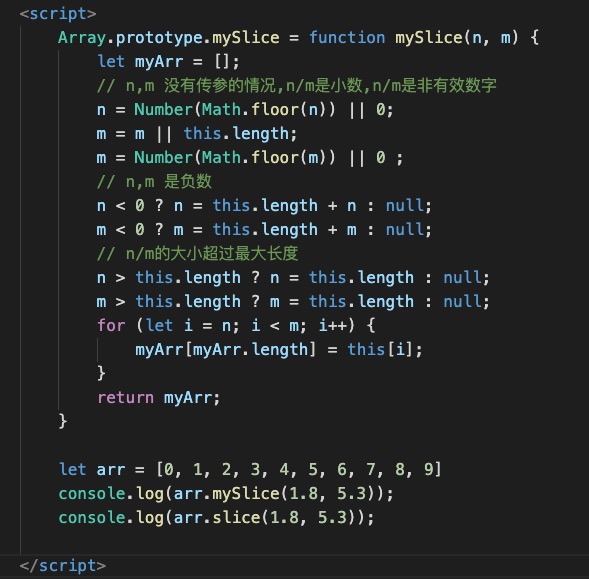 <script>
Array.prototype.mySlice = function mySlice(n, m) {
let myArr = [];
// n,m 没有传参的情况,n/m是小数,n/m是非有效数字
n = Number(Math.floor(n)) || 0;
m = m || this.length;
m = Number(Math.floor(m)) || 0 ;
// n,m 是负数
n < 0 ? n = this.length + n : null;
m < 0 ? m = this.length + m : null;
// n/m的大小超过最大长度
n > this.length ? n = this.length : null;
m > this.length ? m = this.length : null;
for (let i = n; i < m; i++) {
myArr[myArr.length] = this[i];
}
return myArr;
}
let arr = [0, 1, 2, 3, 4, 5, 6, 7, 8, 9]
console.log(arr.mySlice(1.8, 5.3));
console.log(arr.slice(1.8, 5.3));
</script>